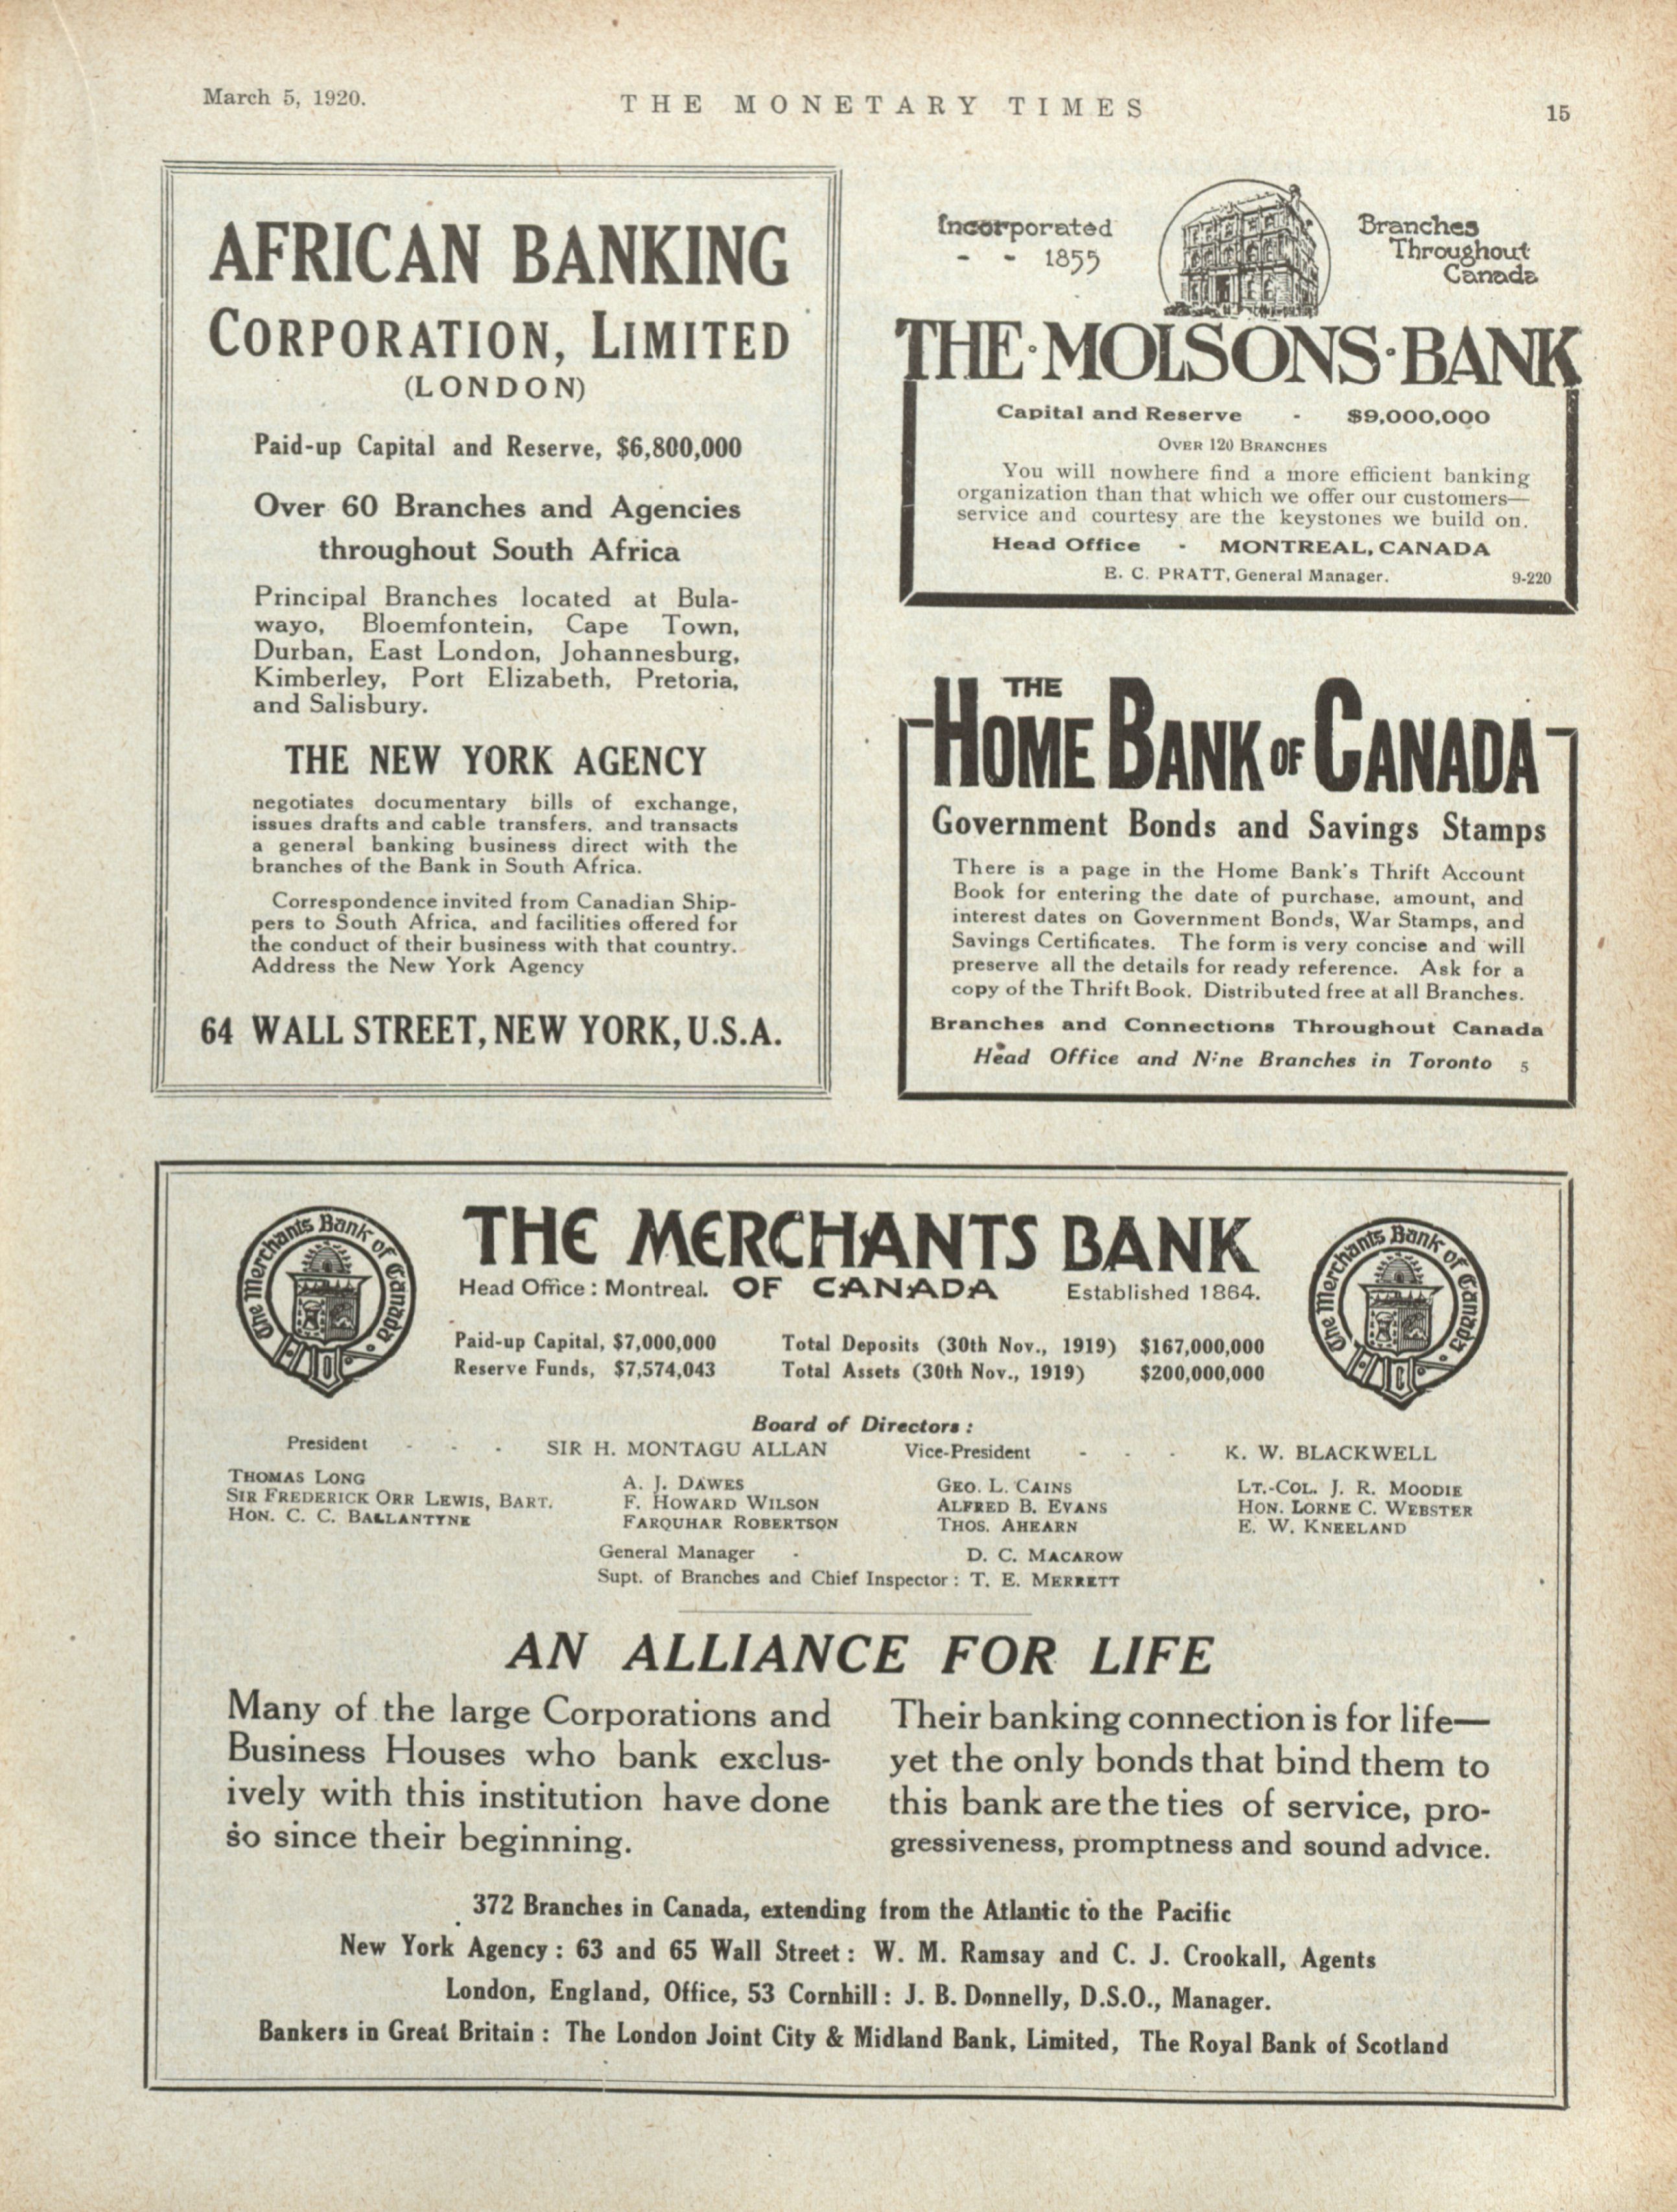 March 5, 1920.
THE MONETARY TIMES
15
AFRICAN BANKING
CORPORATION, LIMITED
(LONDON)
Paid-up Capital and Reserve, $6,800,000
Over 60 Branches and Agencies
throughout South Africa
Principal Branches located at Bula-
wayo, Bloemfontein, Cape Town,
Durban, East London, Johannesburg,
Kimberley, Port Elizabeth, Pretoria,
and Salisbury.
THE NEW YORK AGENCY
negotiates documentary bills of exchange,
issues drafts and cable transfers, and transacts
a general banking business direct with the
branches of the Bank in South Africa.
Correspondence invited from Canadian Ship-
pers to South Africa, and facilities offered for
the conduct of their business with that country.
Address the New York Agency
64 WALL STREET, NEW YORK, U.S.A.
Incorporated
- - 1855
Branches
Throughout
Canada
THE·MOLSONS·BANK
Capital and Reserve - $9,000,000
OVER 120 BRANCHES
You will nowhere find a more efficient banking
organization than that which we offer our customers—
service and courtesy are the keystones we build on.
Head Office - MONTREAL, CANADA
E. C. PRATT, General Manager. 9-220
THE
HOME BANK OF CANADA
Government Bonds and Savings Stamps
There is a page in the Home Bank's Thrift Account
Book for entering the date of purchase, amount, and
interest dates on Government Bonds, War Stamps, and
Savings Certificates. The form is very concise and will
preserve all the details for ready reference. Ask for a
copy of the Thrift Book. Distributed free at all Branches.
Branches and Connections Throughout Canada
Head Office and Nine Branches in Toronto 5
The Merchants Bank of Canada
THE MERCHANTS BANK
The Merchants Bank of Canada
Head Office: Montreal. OF CANADA Established 1864.
Paid-up Capital, $7,000,000 Total Deposits (30th Nov., 1919) $167,000,000
Reserve Funds, $7,574,043 Total Assets (30th Nov., 1919) $200,000,000
Board of Directors:
President - - - SIR H. MONTAGU ALLAN Vice-President - - - K. W. BLACKWELL
THOMAS LONG A. J. DAWES GEO. L. CAINS LT.-COL. J. R. MOODIE
SIR FREDERICK ORR LEWIS, BART. F. HOWARD WILSON ALFRED B. EVANS HON. LORNE C. WEBSTER
HON. C. C. BALLANTYNE FARQUHAR ROBERTSON THOS. AHEARN E. W. KNEELAND
General Manager - D. C. MACAROW
Supt. of Branches and Chief Inspector: T. E. MERRETT
AN ALLIANCE FOR LIFE
Many of the large Corporations and
Business Houses who bank exclus-
ively with this institution have done
so since their beginning.
Their banking connection is for life—
yet the only bonds that bind them to
this bank are the ties of service, pro-
gressiveness, promptness and sound advice.
372 Branches in Canada, extending from the Atlantic to the Pacific
New York Agency: 63 and 65 Wall Street: W. M. Ramsay and C. J. Crookall, Agents
London, England, Office, 53 Cornhill: J. B. Donnelly, D.S.O., Manager.
Bankers in Great Britain: The London Joint City & Midland Bank, Limited, The Royal Bank of Scotland